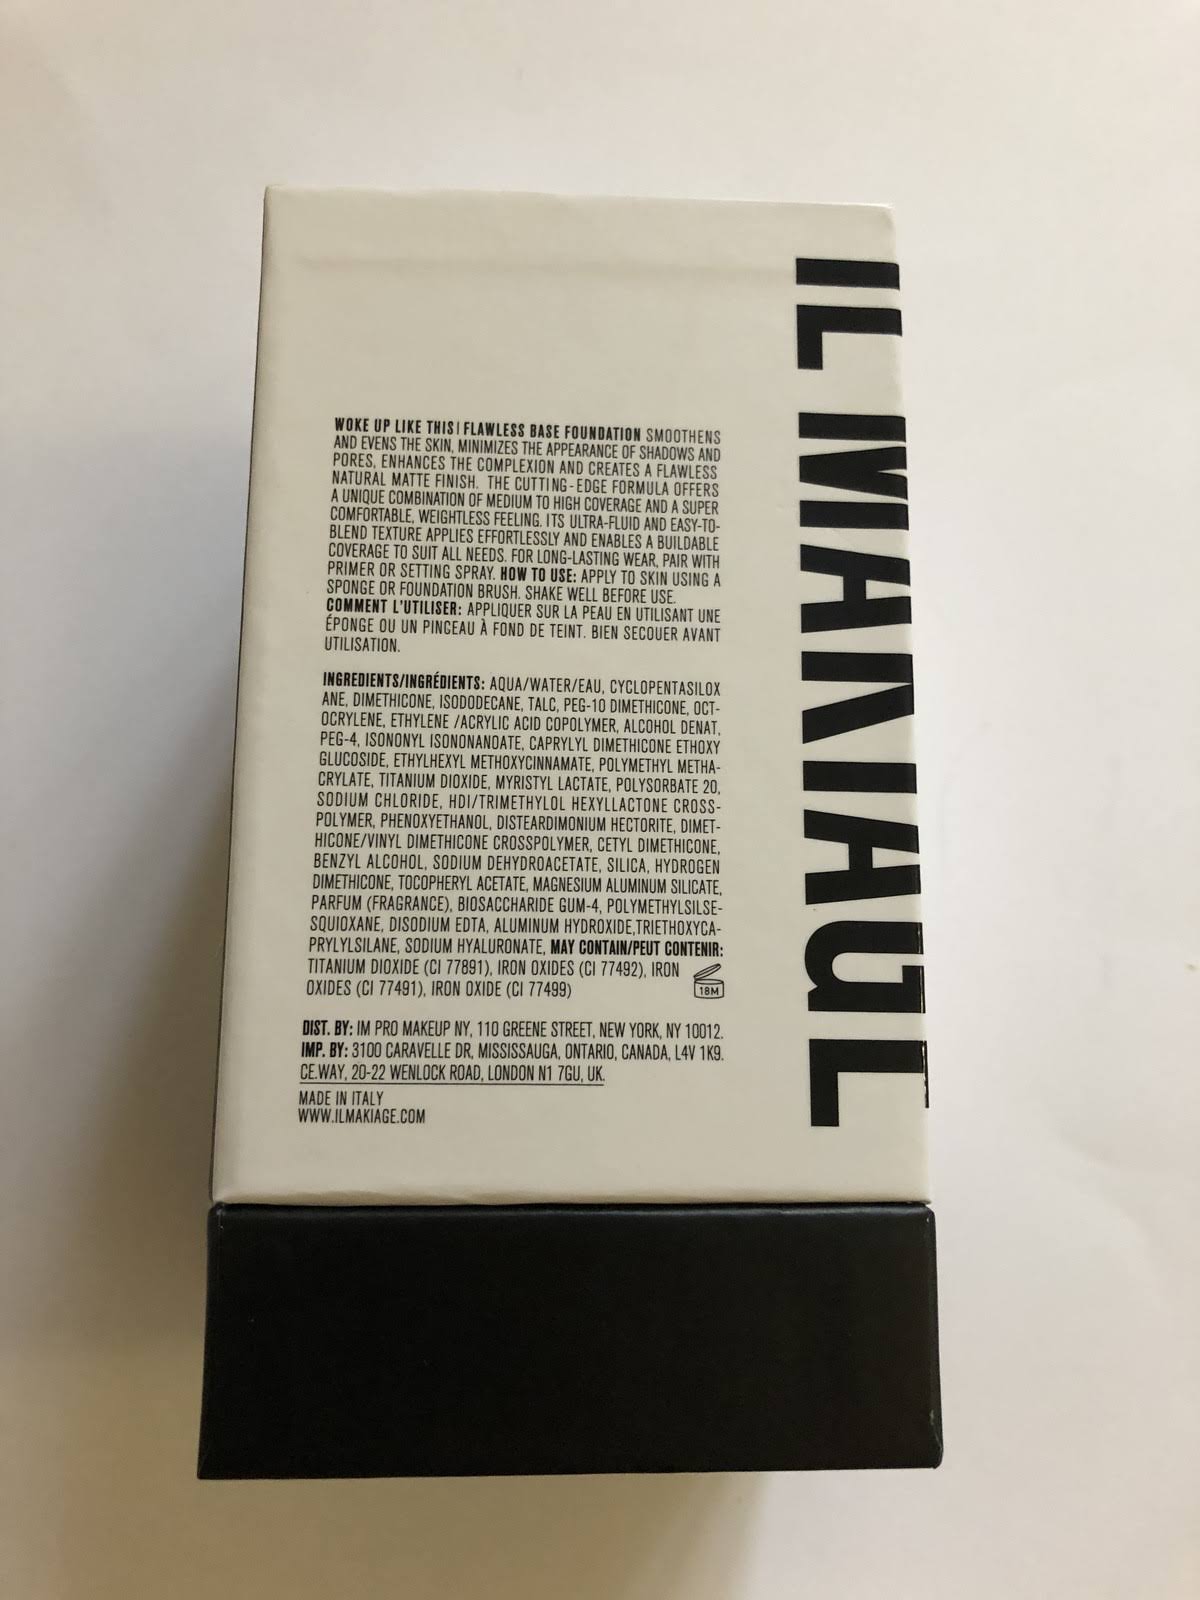 WOKE UP LIKE THIS| FLAWLESS BASE FOUNDATION SMOOTHENS
AND EVENS THE SKIN, MINIMIZES THE APPEARANCE OF SHADOWS AND
PORES, ENHANCES THE COMPLEXION AND CREATES A FLAWLESS
NATURAL MATTE FINISH. THE CUTTING-EDGE FORMULA OFFERS
A UNIQUE COMBINATION OF MEDIUM TO HIGH COVERAGE AND A SUPER
COMFORTABLE, WEIGHTLESS FEELING. ITS ULTRA-FLUID AND EASY-TO-
BLEND TEXTURE APPLIES EFFORTLESSLY AND ENABLES A BUILDABLE
COVERAGE TO SUIT ALL NEEDS. FOR LONG-LASTING WEAR, PAIR WITH
PRIMER OR SETTING SPRAY. HOW TO USE: APPLY TO SKIN USING A
SPONGE OR FOUNDATION BRUSH. SHAKE WELL BEFORE USE.
COMMENT L'UTILISER: APPLIQUER SUR LA PEAU EN UTILISANT UNE
ÉPONGE OU UN PINCEAU À FOND DE TEINT. BIEN SECOUER AVANT
UTILISATION.
INGREDIENTS/INGRÉDIENTS: AQUA/WATER/EAU, CYCLOPENTASILOX
ANE, DIMETHICONE, ISODODECANE, TALC, PEG-10 DIMETHICONE, OCT-
OCRYLENE, ETHYLENE /ACRYLIC ACID COPOLYMER, ALCOHOL DENAT,
PEG-4, ISONONYL ISONONANOATE, CAPRYLYL DIMETHICONE ETHOXY
GLUCOSIDE, ETHYLHEXYL METHOXYCINNAMATE, POLYMETHYL METHA-
CRYLATE, TITANIUM DIOXIDE, MYRISTYL LACTATE, POLYSORBATE 20,
SODIUM CHLORIDE, HDI/TRIMETHYLOL HEXYLLACTONE CROSS-
POLYMER, PHENOXYETHANOL, DISTEARDIMONIUM HECTORITE, DIMET-
HICONE/VINYL DIMETHICONE CROSSPOLYMER, CETYL DIMETHICONE,
BENZYL ALCOHOL, SODIUM DEHYDROACETATE, SILICA, HYDROGEN
DIMETHICONE, TOCOPHERYL ACETATE, MAGNESIUM ALUMINUM SILICATE,
PARFUM (FRAGRANCE), BIOSACCHARIDE GUM-4, POLYMETHYLSILSE-
SQUIOXANE, DISODIUM EDTA, ALUMINUM HYDROXIDE,TRIETHOXYCA-
PRYLYLSILANE, SODIUM HYALURONATE, MAY CONTAIN/PEUT CONTENIR:
TITANIUM DIOXIDE (CI 77891), IRON OXIDES (CI 77492), IRON
OXIDES (CI 77491), IRON OXIDE (CI 77499)
18M
DIST. BY: IM PRO MAKEUP NY, 110 GREENE STREET, NEW YORK, NY 10012.
IMP. BY: 3100 CARAVELLE DR, MISSISSAUGA, ONTARIO, CANADA, L4V 1K9.
CE.WAY, 20-22 WENLOCK ROAD, LONDON N1 7GU, UK.
MADE IN ITALY
WWW.ILMAKIAGE.COM
IL MAKIAGE